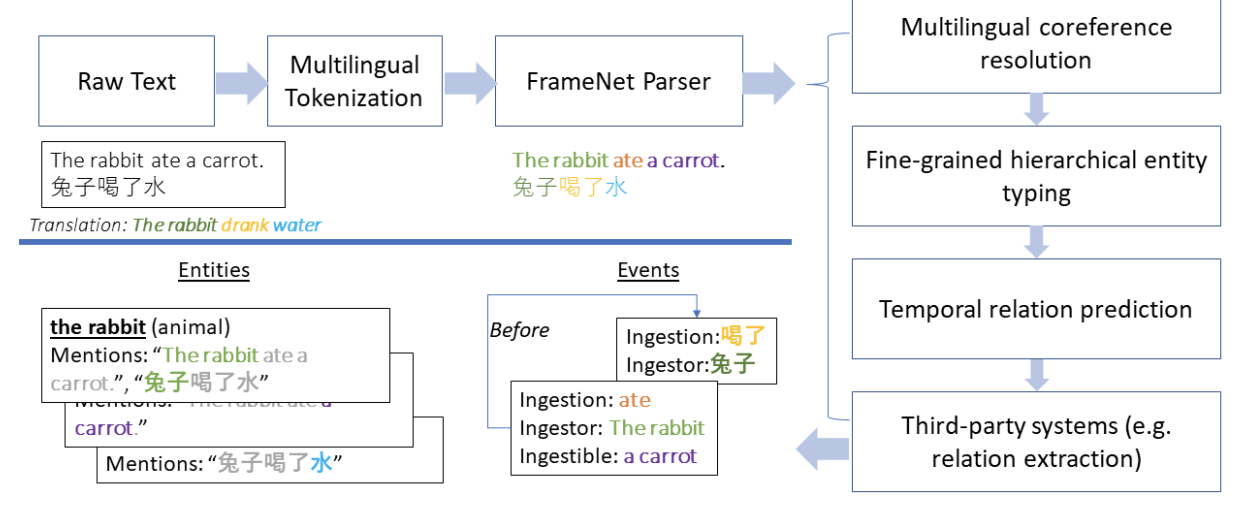 Raw Text
Multilingual
Tokenization
FrameNet Parser
The rabbit ate a carrot.
兔子喝了水
The rabbit ate a carrot.
兔子喝了水
Translation: The rabbit drank water
Multilingual coreference
resolution
Fine-grained hierarchical entity
typing
Temporal relation prediction
Third-party systems (e.g.
relation extraction)
Entities
the rabbit (animal)
Mentions: “The rabbit ate a
carrot.”, “兔子喝了水”
Mentions: “The rabbit ate a
carrot.”
Mentions: “兔子喝了水”
Events
Before
Ingestion:喝了
Ingestor:兔子
Ingestion: ate
Ingestor: The rabbit
Ingestible: a carrot